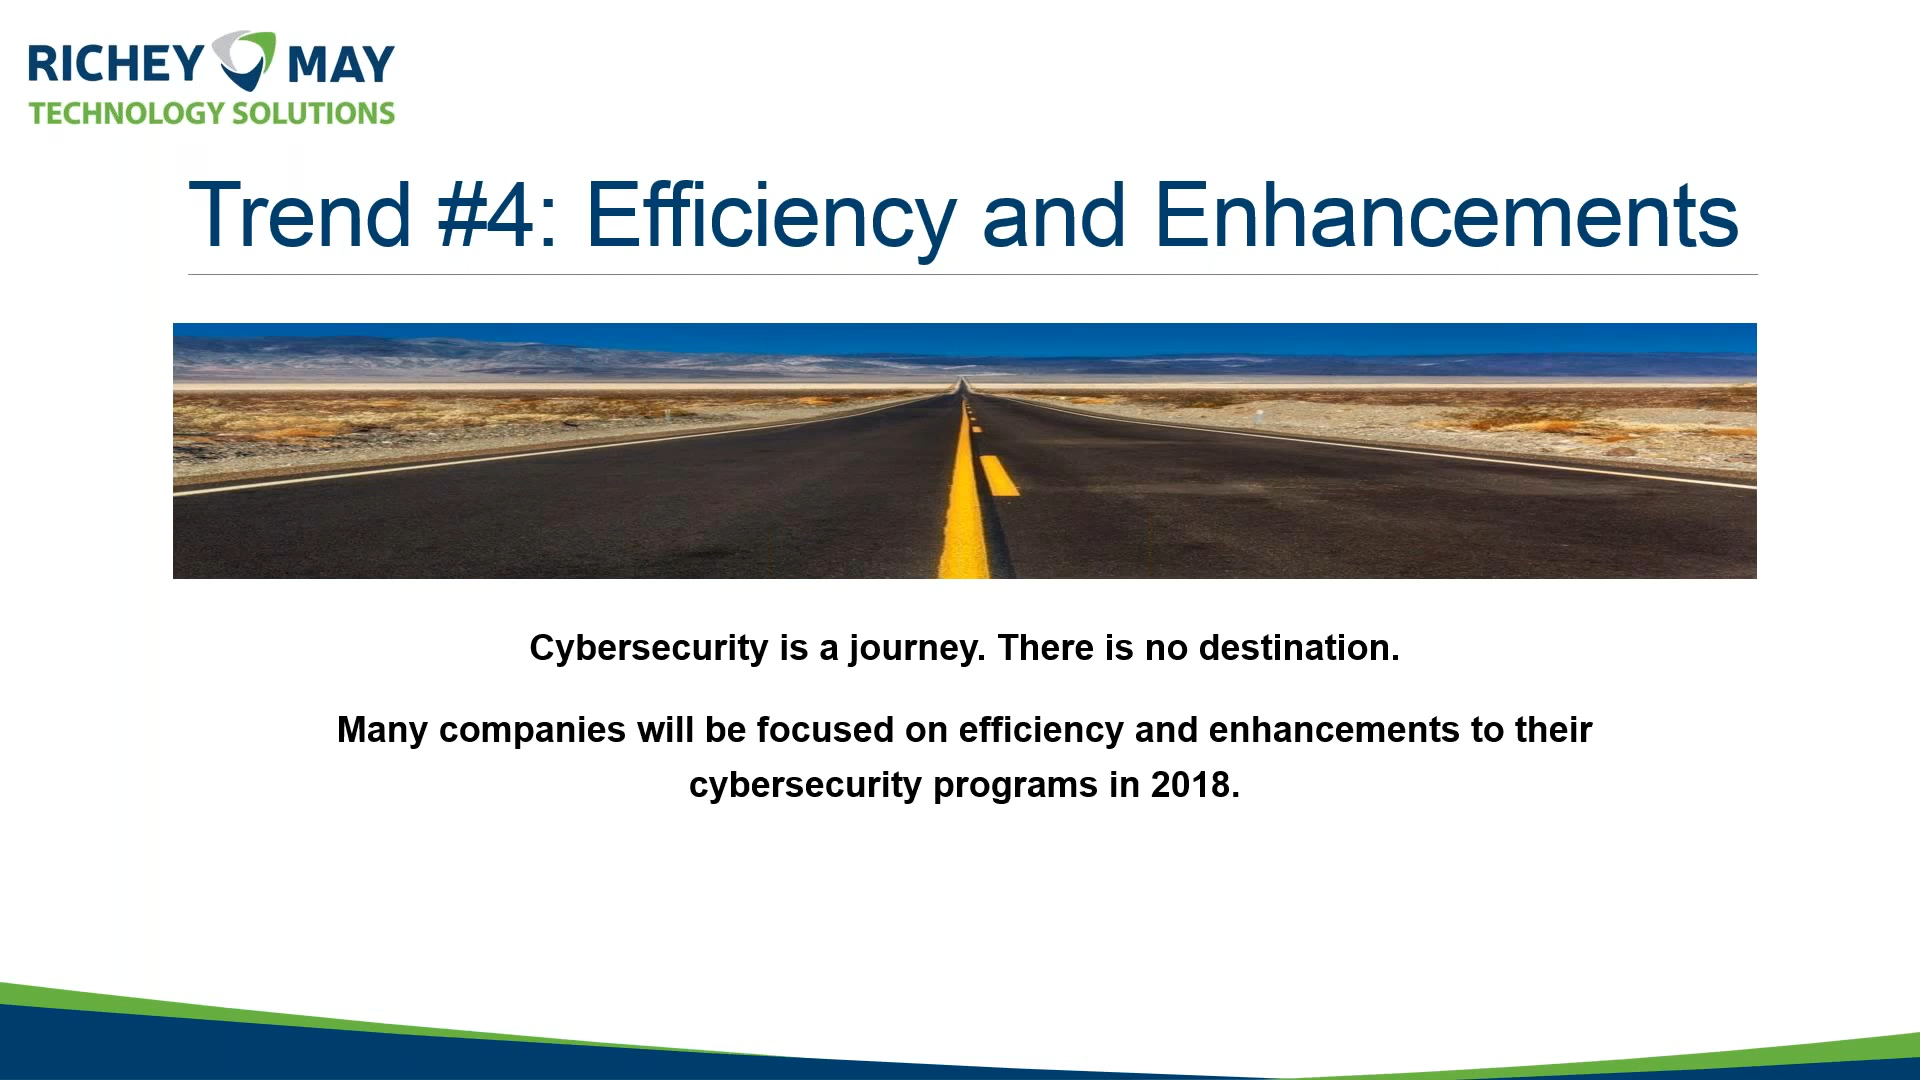 RICHEY MAY
TECHNOLOGY SOLUTIONS
Trend #4: Efficiency and Enhancements
Cybersecurity is a journey. There is no destination.
Many companies will be focused on efficiency and enhancements to their
cybersecurity programs in 2018.